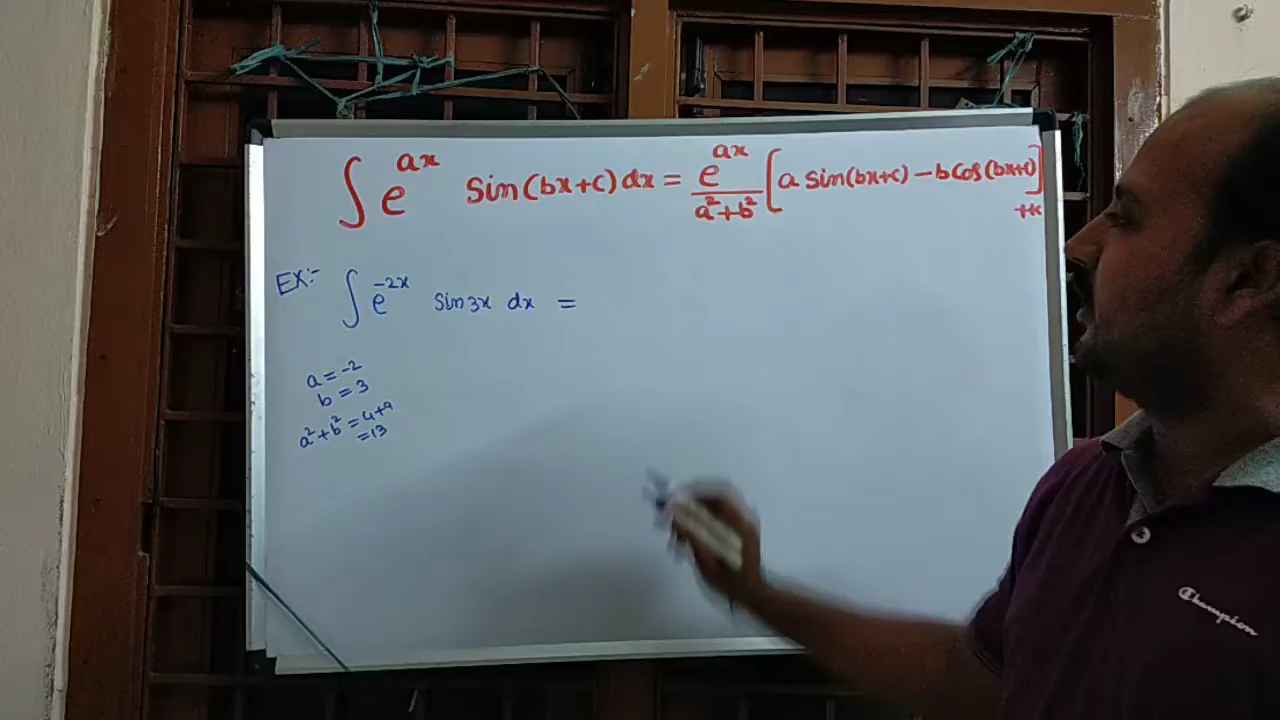 ∫ e^ax Sin(bx+c) dx = e^ax/a²+b² [a sin(bx+c) - b Cos(bx+c)] +k
EX:- ∫ e^-2x Sin3x dx =
a = -2
b = 3
a²+b² = 4+9
=13
Champion